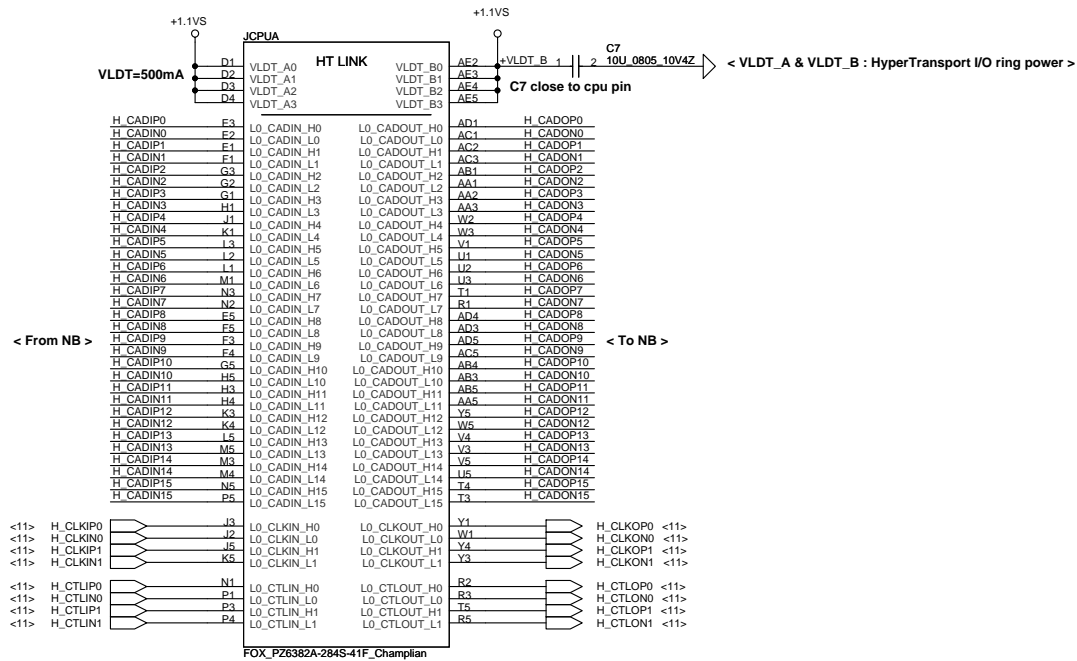 +1.1VS +1.1VS
JCPUA
HT LINK
VLDT=500mA
D1 VLDT_A0 VLDT_B0 AE2 +VLDT_B 1 2 C7 10U_0805_10V4Z < VLDT_A & VLDT_B : HyperTransport I/O ring power >
D2 VLDT_A1 VLDT_B1 AE3
D3 VLDT_A2 VLDT_B2 AE4 C7 close to cpu pin
D4 VLDT_A3 VLDT_B3 AE5
H_CADIP0 E3 L0_CADIN_H0 L0_CADOUT_H0 AD1 H_CADOP0
H_CADIN0 E2 L0_CADIN_L0 L0_CADOUT_L0 AC1 H_CADON0
H_CADIP1 E1 L0_CADIN_H1 L0_CADOUT_H1 AC2 H_CADOP1
H_CADIN1 F1 L0_CADIN_L1 L0_CADOUT_L1 AC3 H_CADON1
H_CADIP2 G3 L0_CADIN_H2 L0_CADOUT_H2 AB1 H_CADOP2
H_CADIN2 G2 L0_CADIN_L2 L0_CADOUT_L2 AA1 H_CADON2
H_CADIP3 G1 L0_CADIN_H3 L0_CADOUT_H3 AA2 H_CADOP3
H_CADIN3 H1 L0_CADIN_L3 L0_CADOUT_L3 AA3 H_CADON3
H_CADIP4 J1 L0_CADIN_H4 L0_CADOUT_H4 W2 H_CADOP4
H_CADIN4 K1 L0_CADIN_L4 L0_CADOUT_L4 W3 H_CADON4
H_CADIP5 L3 L0_CADIN_H5 L0_CADOUT_H5 V1 H_CADOP5
H_CADIN5 L2 L0_CADIN_L5 L0_CADOUT_L5 U1 H_CADON5
H_CADIP6 L1 L0_CADIN_H6 L0_CADOUT_H6 U2 H_CADOP6
H_CADIN6 M1 L0_CADIN_L6 L0_CADOUT_L6 U3 H_CADON6
H_CADIP7 N3 L0_CADIN_H7 L0_CADOUT_H7 T1 H_CADOP7
H_CADIN7 N2 L0_CADIN_L7 L0_CADOUT_L7 R1 H_CADON7
H_CADIP8 E5 L0_CADIN_H8 L0_CADOUT_H8 AD4 H_CADOP8
H_CADIN8 F5 L0_CADIN_L8 L0_CADOUT_L8 AD3 H_CADON8
< From NB > H_CADIP9 F3 L0_CADIN_H9 L0_CADOUT_H9 AD5 H_CADOP9 < To NB >
H_CADIN9 F4 L0_CADIN_L9 L0_CADOUT_L9 AC5 H_CADON9
H_CADIP10 G5 L0_CADIN_H10 L0_CADOUT_H10 AB4 H_CADOP10
H_CADIN10 H5 L0_CADIN_L10 L0_CADOUT_L10 AB3 H_CADON10
H_CADIP11 H3 L0_CADIN_H11 L0_CADOUT_H11 AB5 H_CADOP11
H_CADIN11 H4 L0_CADIN_L11 L0_CADOUT_L11 AA5 H_CADON11
H_CADIP12 K3 L0_CADIN_H12 L0_CADOUT_H12 Y5 H_CADOP12
H_CADIN12 K4 L0_CADIN_L12 L0_CADOUT_L12 W5 H_CADON12
H_CADIP13 L5 L0_CADIN_H13 L0_CADOUT_H13 V4 H_CADOP13
H_CADIN13 M5 L0_CADIN_L13 L0_CADOUT_L13 V3 H_CADON13
H_CADIP14 M3 L0_CADIN_H14 L0_CADOUT_H14 V5 H_CADOP14
H_CADIN14 M4 L0_CADIN_L14 L0_CADOUT_L14 U5 H_CADON14
H_CADIP15 N5 L0_CADIN_H15 L0_CADOUT_H15 T4 H_CADOP15
H_CADIN15 P5 L0_CADIN_L15 L0_CADOUT_L15 T3 H_CADON15
<11> H_CLKIP0 J3 L0_CLKIN_H0 L0_CLKOUT_H0 Y1 H_CLKOP0 <11>
<11> H_CLKIN0 J2 L0_CLKIN_L0 L0_CLKOUT_L0 W1 H_CLKON0 <11>
<11> H_CLKIP1 J5 L0_CLKIN_H1 L0_CLKOUT_H1 Y4 H_CLKOP1 <11>
<11> H_CLKIN1 K5 L0_CLKIN_L1 L0_CLKOUT_L1 Y3 H_CLKON1 <11>
<11> H_CTLIP0 N1 L0_CTLIN_H0 L0_CTLOUT_H0 R2 H_CTLOP0 <11>
<11> H_CTLIN0 P1 L0_CTLIN_L0 L0_CTLOUT_L0 R3 H_CTLON0 <11>
<11> H_CTLIP1 P3 L0_CTLIN_H1 L0_CTLOUT_H1 T5 H_CTLOP1 <11>
<11> H_CTLIN1 P4 L0_CTLIN_L1 L0_CTLOUT_L1 R5 H_CTLON1 <11>
FOX_PZ6382A-284S-41F_Champlian